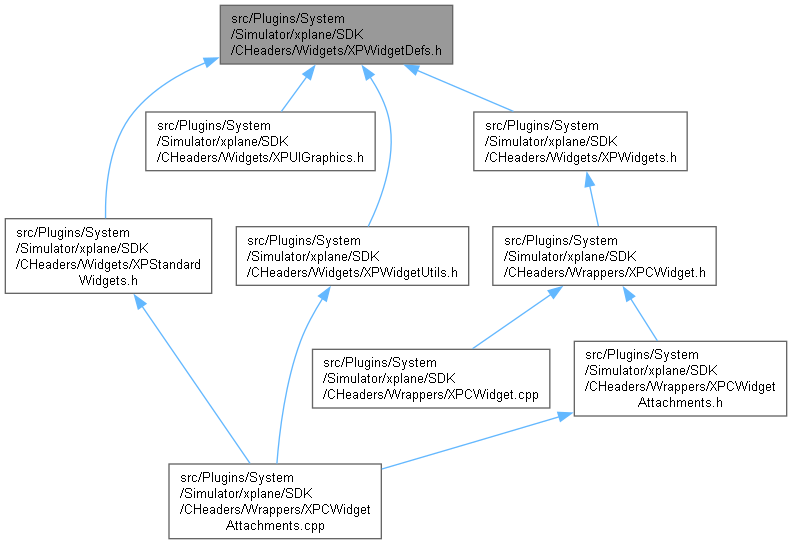 src/Plugins/System
/Simulator/xplane/SDK
/CHeaders/Widgets/XPWidgetDefs.h
src/Plugins/System
/Simulator/xplane/SDK
/CHeaders/Widgets/XPUIGraphics.h
src/Plugins/System
/Simulator/xplane/SDK
/CHeaders/Widgets/XPWidgets.h
src/Plugins/System
/Simulator/xplane/SDK
/CHeaders/Widgets/XPStandard
Widgets.h
src/Plugins/System
/Simulator/xplane/SDK
/CHeaders/Widgets/XPWidgetUtils.h
src/Plugins/System
/Simulator/xplane/SDK
/CHeaders/Wrappers/XPCWidget.h
src/Plugins/System
/Simulator/xplane/SDK
/CHeaders/Wrappers/XPCWidget.cpp
src/Plugins/System
/Simulator/xplane/SDK
/CHeaders/Wrappers/XPCWidget
Attachments.h
src/Plugins/System
/Simulator/xplane/SDK
/CHeaders/Wrappers/XPCWidget
Attachments.cpp